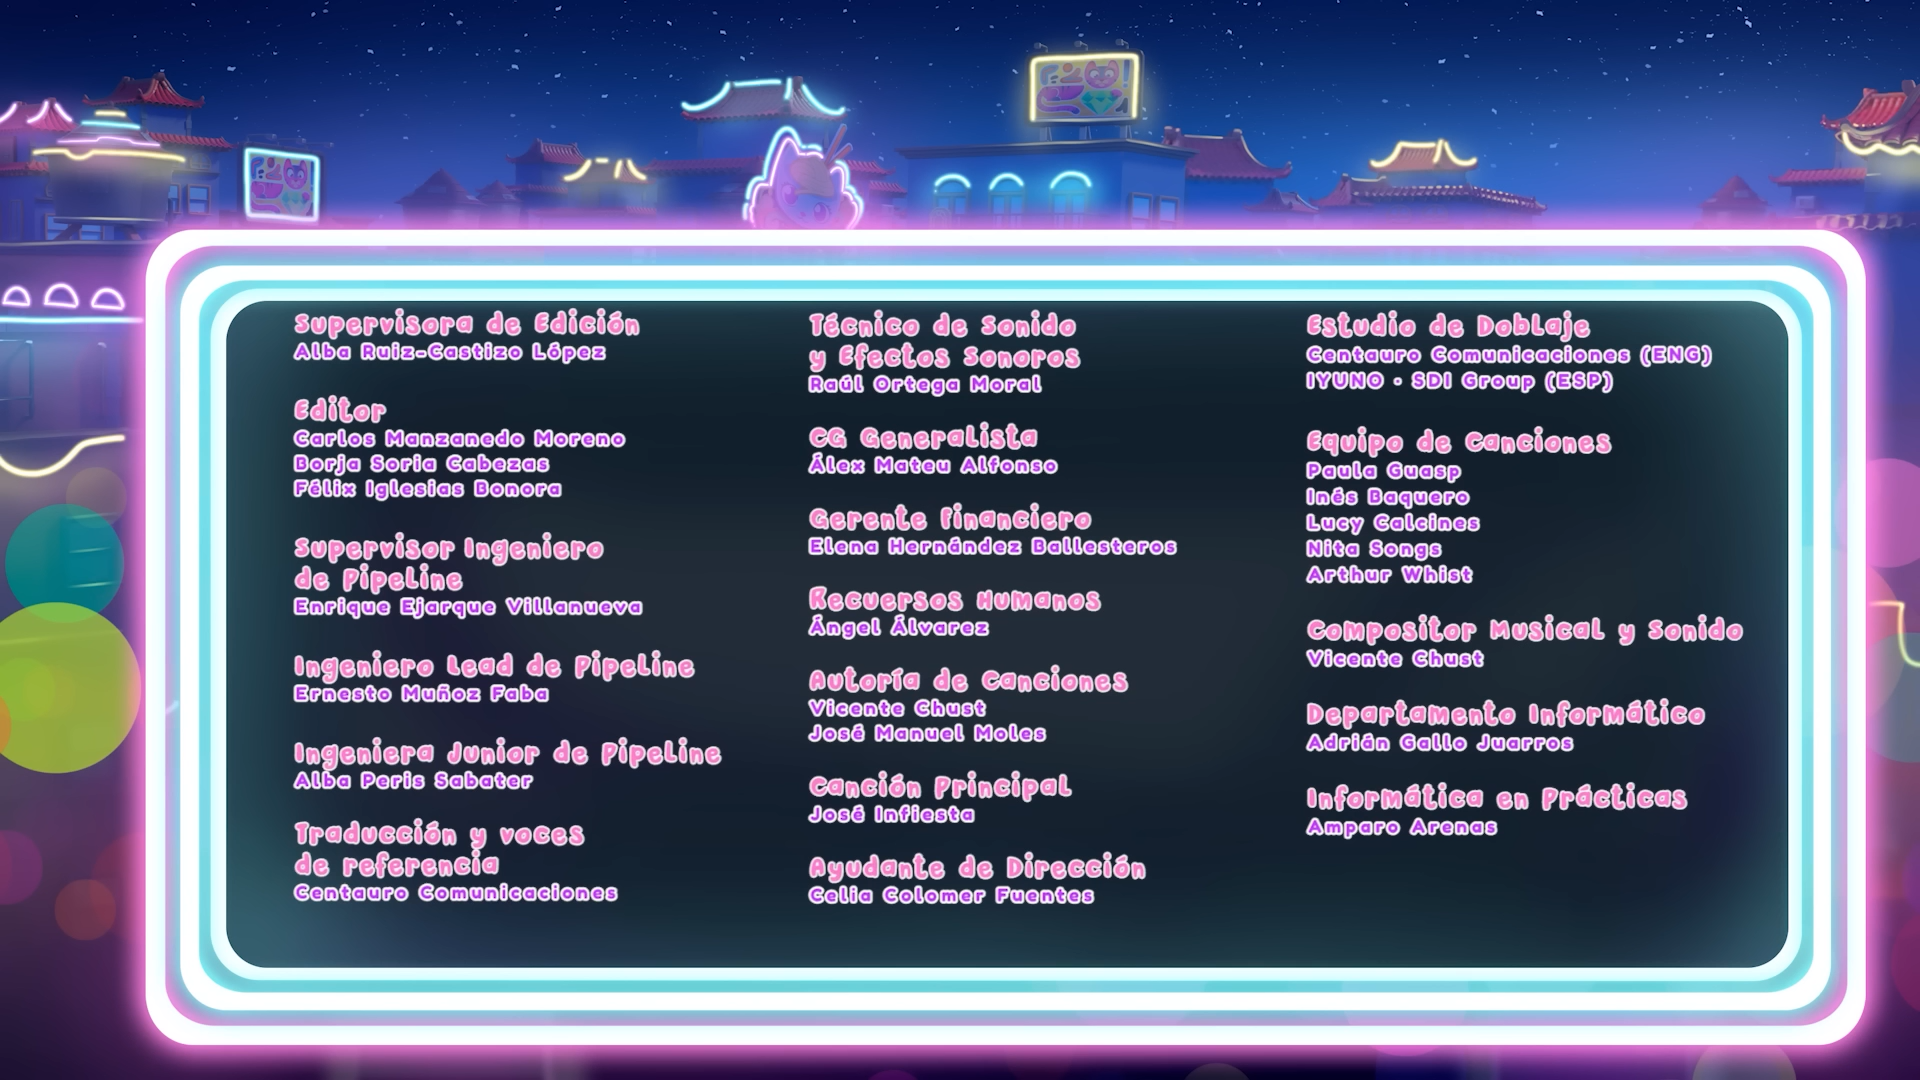 Supervisora de Edición
Alba Ruiz-Castizo López
Editor
Carlos Manzanedo Moreno
Borja Soria Cabezas
Félix Iglesias Bonora
Supervisor Ingeniero
de Pipeline
Enrique Ejarque Villanueva
Ingeniero Lead de Pipeline
Ernesto Muñoz Faba
Ingeniera Junior de Pipeline
Alba Peris Sabater
Traducción y voces
de referencia
Centauro Comunicaciones
Técnico de Sonido
y Efectos Sonoros
Raúl Ortega Moral
CG Generalista
Álex Mateu Alfonso
Gerente financiero
Elena Hernández Ballesteros
Recuersos Humanos
Ángel Álvarez
Autoría de Canciones
Vicente Chust
José Manuel Moles
Canción Principal
José Infiesta
Ayudante de Dirección
Celia Colomer Fuentes
Estudio de Doblaje
Centauro Comunicaciones (ENG)
IYUNO • SDI Group (ESP)
Equipo de Canciones
Paula Guasp
Inés Baquero
Lucy Calcines
Nita Songs
Arthur Whist
Compositor Musical y Sonido
Vicente Chust
Departamento Informático
Adrián Gallo Juarros
Informática en Prácticas
Amparo Arenas